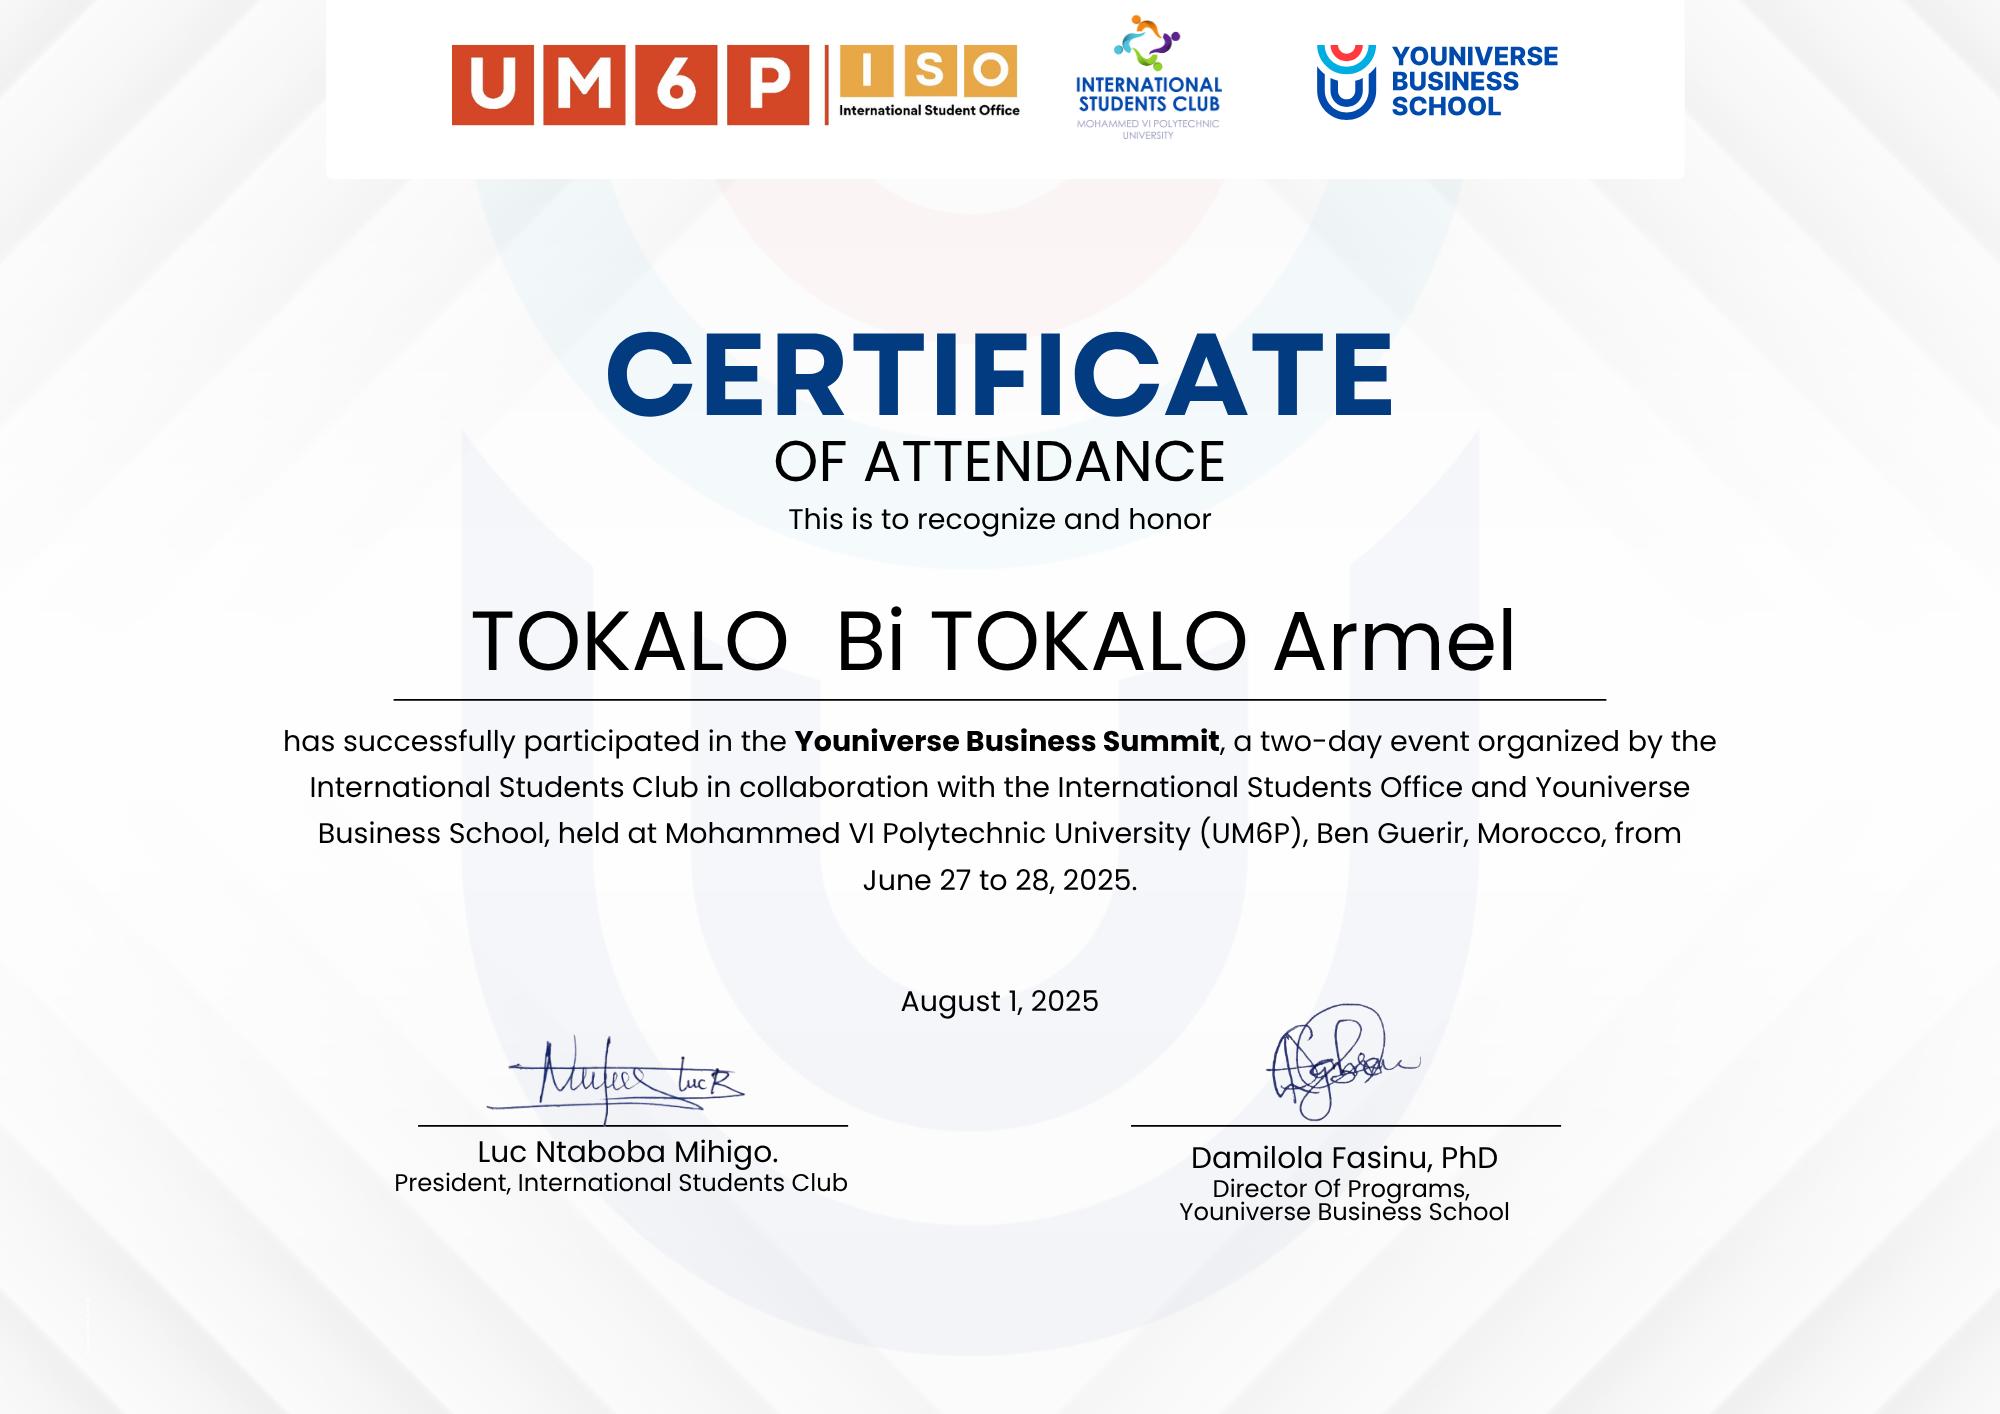 UM6P
ISO
International Student Office
INTERNATIONAL
STUDENTS CLUB
MOHAMMED VI POLYTECHNIC
UNIVERSITY
YOUNIVERSE
BUSINESS
SCHOOL
CERTIFICATE
OF ATTENDANCE
This is to recognize and honor
TOKALO Bi TOKALO Armel
has successfully participated in the Youniverse Business Summit, a two-day event organized by the
International Students Club in collaboration with the International Students Office and Youniverse
Business School, held at Mohammed VI Polytechnic University (UM6P), Ben Guerir, Morocco, from
June 27 to 28, 2025.
August 1, 2025
Luc R
Luc Ntaboba Mihigo.
President, International Students Club
Damilola Fasinu, PhD
Director Of Programs,
Youniverse Business School